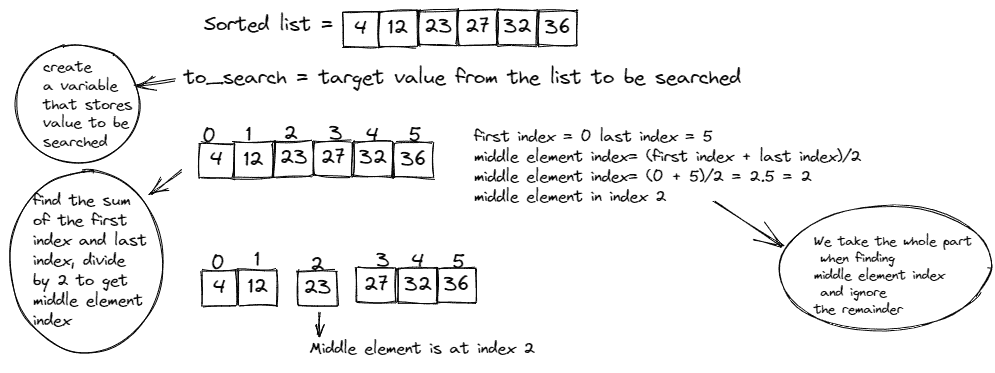 Sorted list = 4 12 23 27 32 36
create
a variable
that stores
value to be
searched
to_search = target value from the list to be searched
0 1 2 3 4 5
4 12 23 27 32 36
first index = 0 last index = 5
middle element index= (first index + last index)/2
middle element index= (0 + 5)/2 = 2.5 = 2
middle element in index 2
find the sum
of the first
index and last
index, divide
by 2 to get
middle element
index
We take the whole part
when finding
middle element index
and ignore
the remainder
0 1 2 3 4 5
4 12 23 27 32 36
Middle element is at index 2